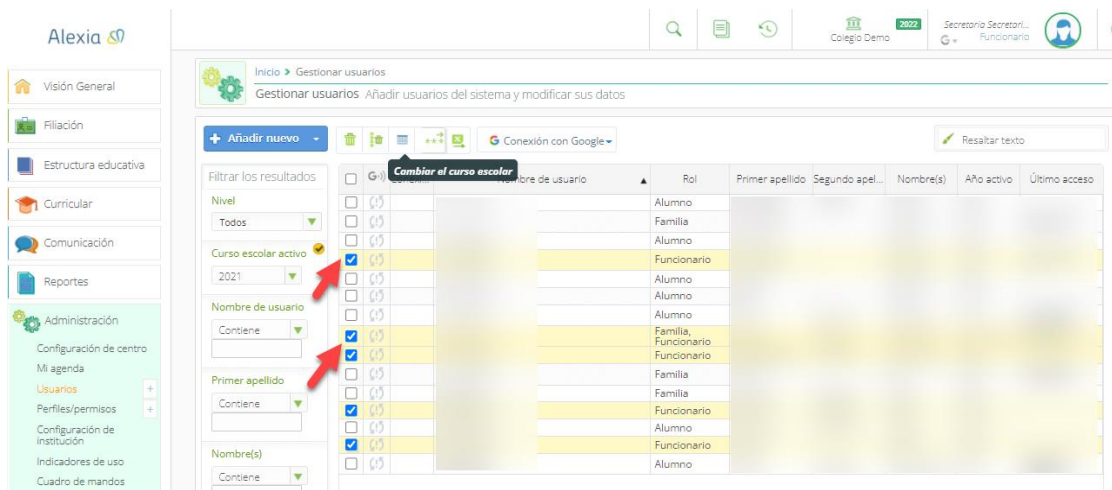 Alexia
Colegio Demo
2022
Secretario Secretari...
Funcionario
Visión General
Filiación
Estructura educativa
Curricular
Comunicación
Reportes
Administración
Configuración de centro
Mi agenda
Usuarios
Perfiles/permisos
Configuración de
institución
Indicadores de uso
Cuadro de mandos
Inicio > Gestionar usuarios
Gestionar usuarios Añadir usuarios del sistema y modificar sus datos
+ Añadir nuevo
G Conexión con Google
Resaltar texto
Cambiar el curso escolar
Filtrar los resultados
Nivel
Todos
Curso escolar activo
2021
Nombre de usuario
Contiene
Primer apellido
Contiene
Nombre(s)
Contiene
Nombre de usuario Rol Primer apellido Segundo apel... Nombre(s) Año activo Último acceso
Alumno
Familia
Alumno
Funcionario
Alumno
Alumno
Alumno
Familia,
Funcionario
Funcionario
Familia
Familia
Funcionario
Alumno
Funcionario
Alumno